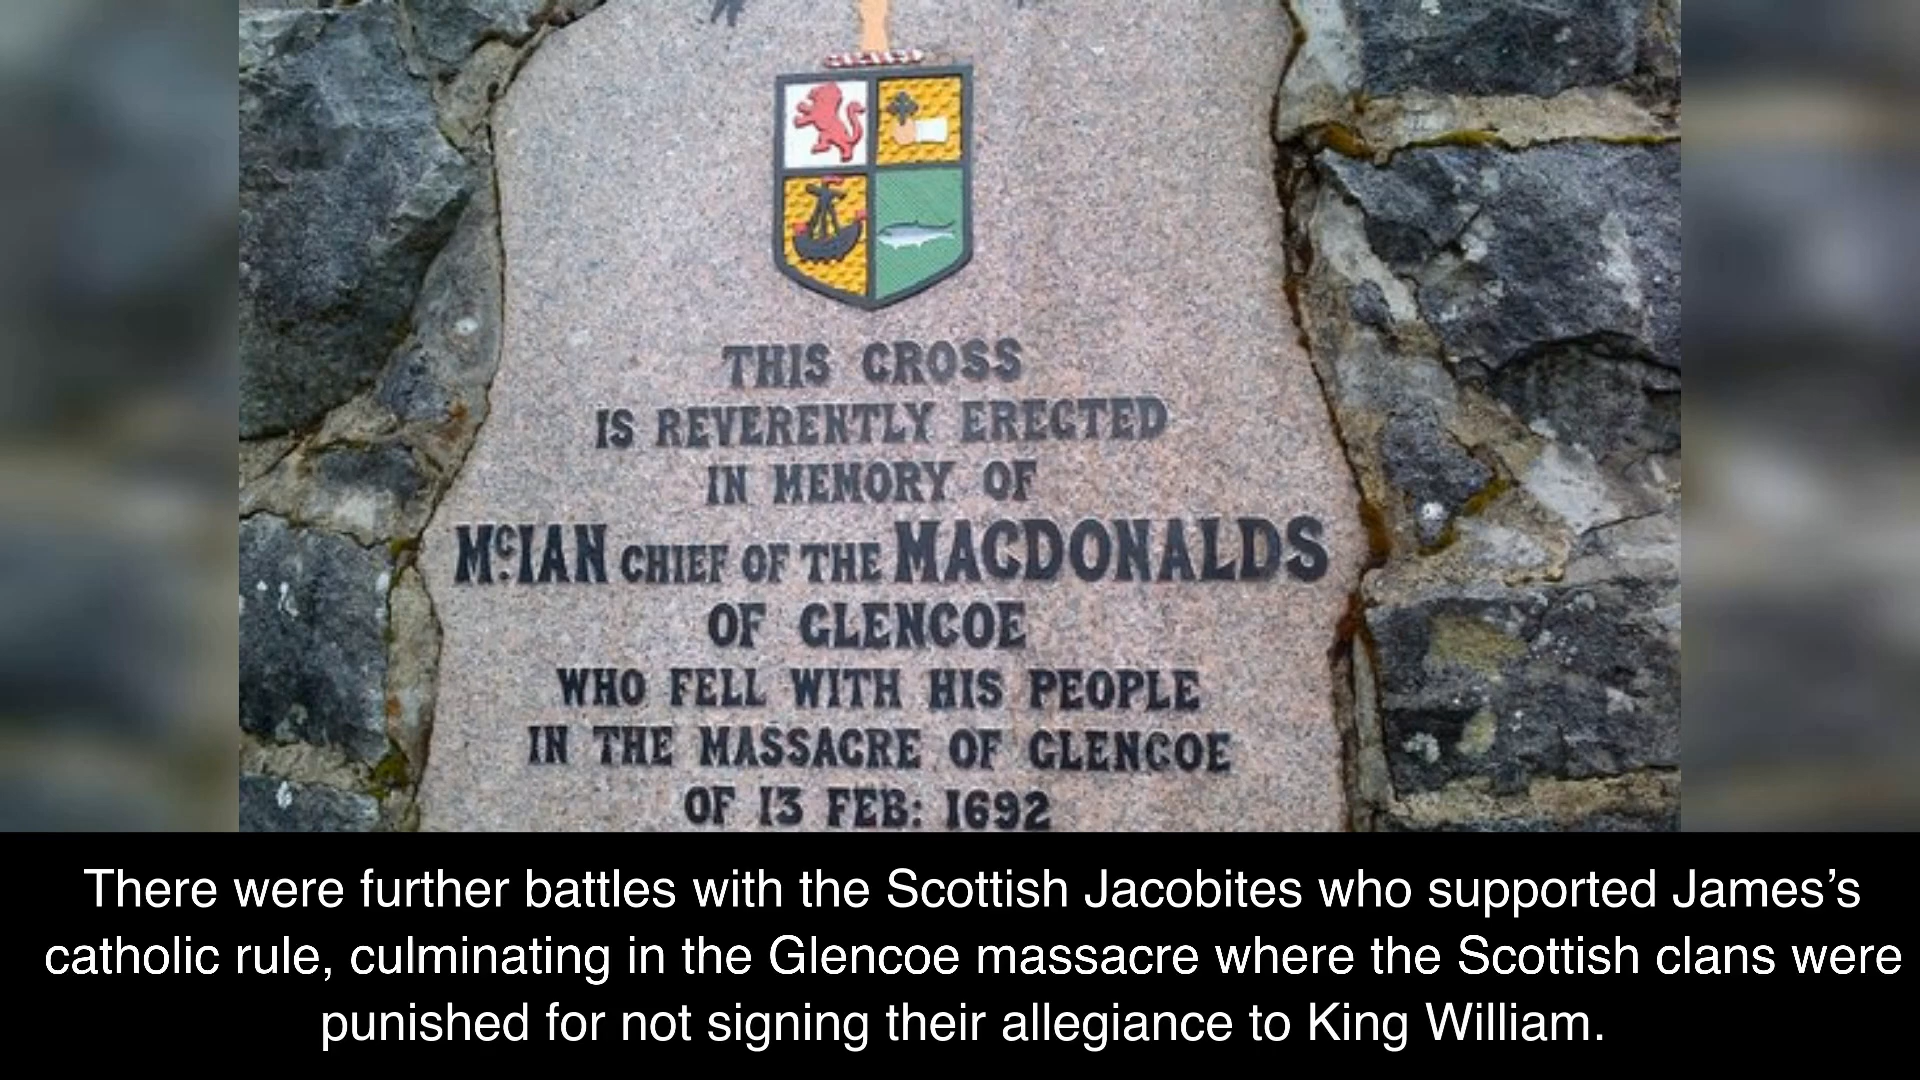 THIS CROSS
IS REVERENTLY ERECTED
IN MEMORY OF
McIAN CHIEF OF THE MACDONALDS
OF GLENCOE
WHO FELL WITH HIS PEOPLE
IN THE MASSACRE OF GLENCOE
OF 13 FEB: 1692
There were further battles with the Scottish Jacobites who supported James’s
catholic rule, culminating in the Glencoe massacre where the Scottish clans were
punished for not signing their allegiance to King William.